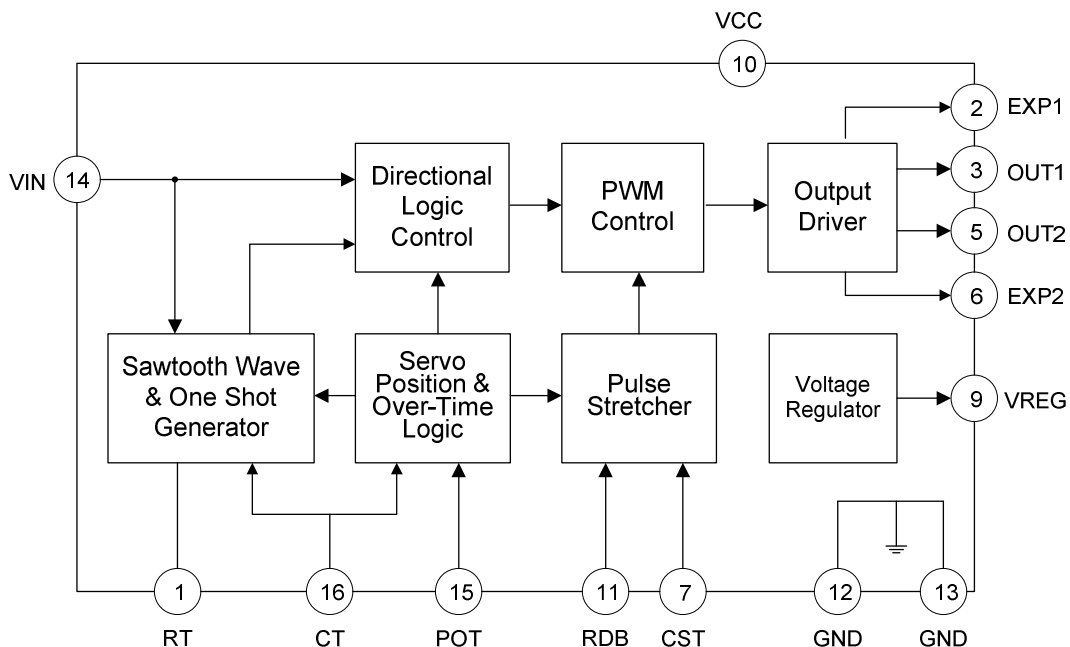 VCC
10
2 EXP1
VIN 14
Directional
Logic
Control
PWM
Control
Output
Driver
3 OUT1
5 OUT2
6 EXP2
Sawtooth Wave
& One Shot
Generator
Servo
Position &
Over-Time
Logic
Pulse
Stretcher
Voltage
Regulator
9 VREG
1 16 15 11 7 12 13
RT CT POT RDB CST GND GND